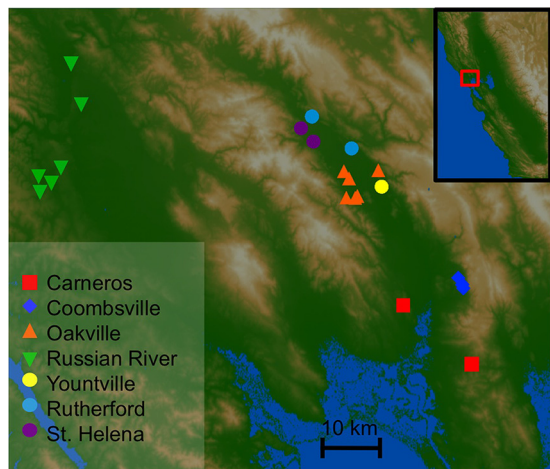 Carneros
Coombsville
Oakville
Russian River
Yountville
Rutherford
St. Helena
10 km